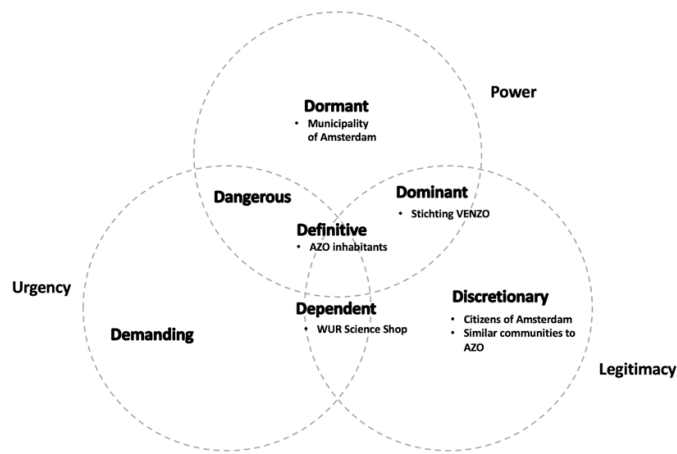 Power
Dormant
• Municipality
of Amsterdam
Dangerous
Dominant
• Stichting VENZO
Definitive
• AZO inhabitants
Urgency
Dependent
• WUR Science Shop
Discretionary
• Citizens of Amsterdam
• Similar communities to
AZO
Demanding
Legitimacy